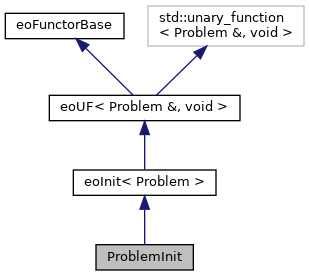 eoFunctorBase
std::unary_function
< Problem &, void >
eoUF< Problem &, void >
eoInit< Problem >
ProblemInit